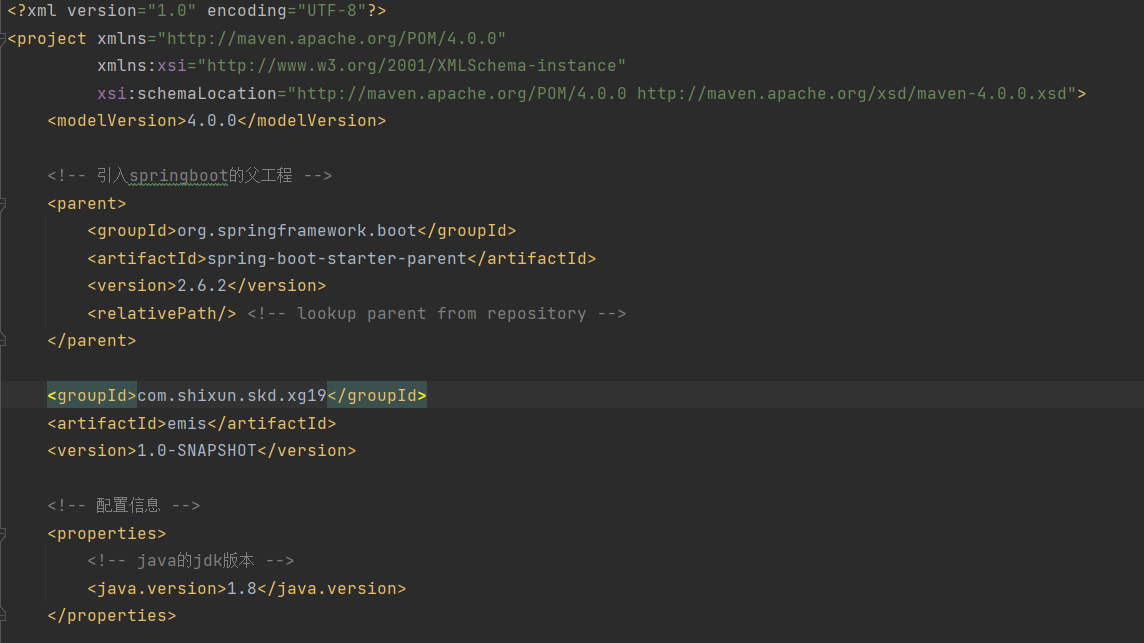 <?xml version="1.0" encoding="UTF-8"?>
<project xmlns="http://maven.apache.org/POM/4.0.0"
         xmlns:xsi="http://www.w3.org/2001/XMLSchema-instance"
         xsi:schemaLocation="http://maven.apache.org/POM/4.0.0 http://maven.apache.org/xsd/maven-4.0.0.xsd">
    <modelVersion>4.0.0</modelVersion>

    <!-- 引入springboot的父工程 -->
    <parent>
        <groupId>org.springframework.boot</groupId>
        <artifactId>spring-boot-starter-parent</artifactId>
        <version>2.6.2</version>
        <relativePath/> <!-- lookup parent from repository -->
    </parent>

    <groupId>com.shixun.skd.xg19</groupId>
    <artifactId>emis</artifactId>
    <version>1.0-SNAPSHOT</version>

    <!-- 配置信息 -->
    <properties>
        <!-- java的jdk版本 -->
        <java.version>1.8</java.version>
    </properties>